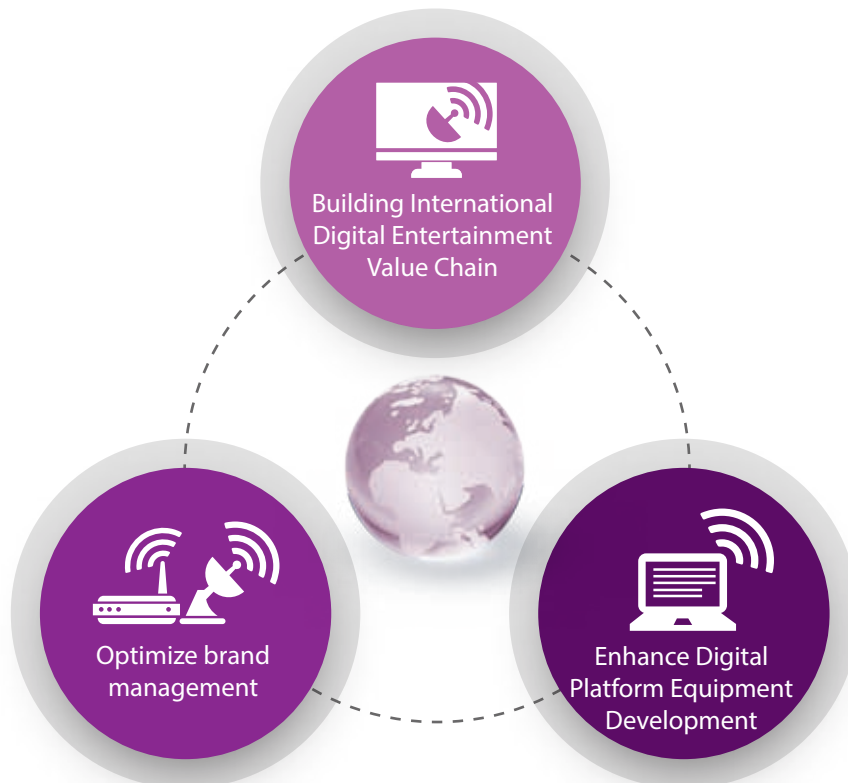 Building International
Digital Entertainment
Value Chain
Optimize brand
management
Enhance Digital
Platform Equipment
Development